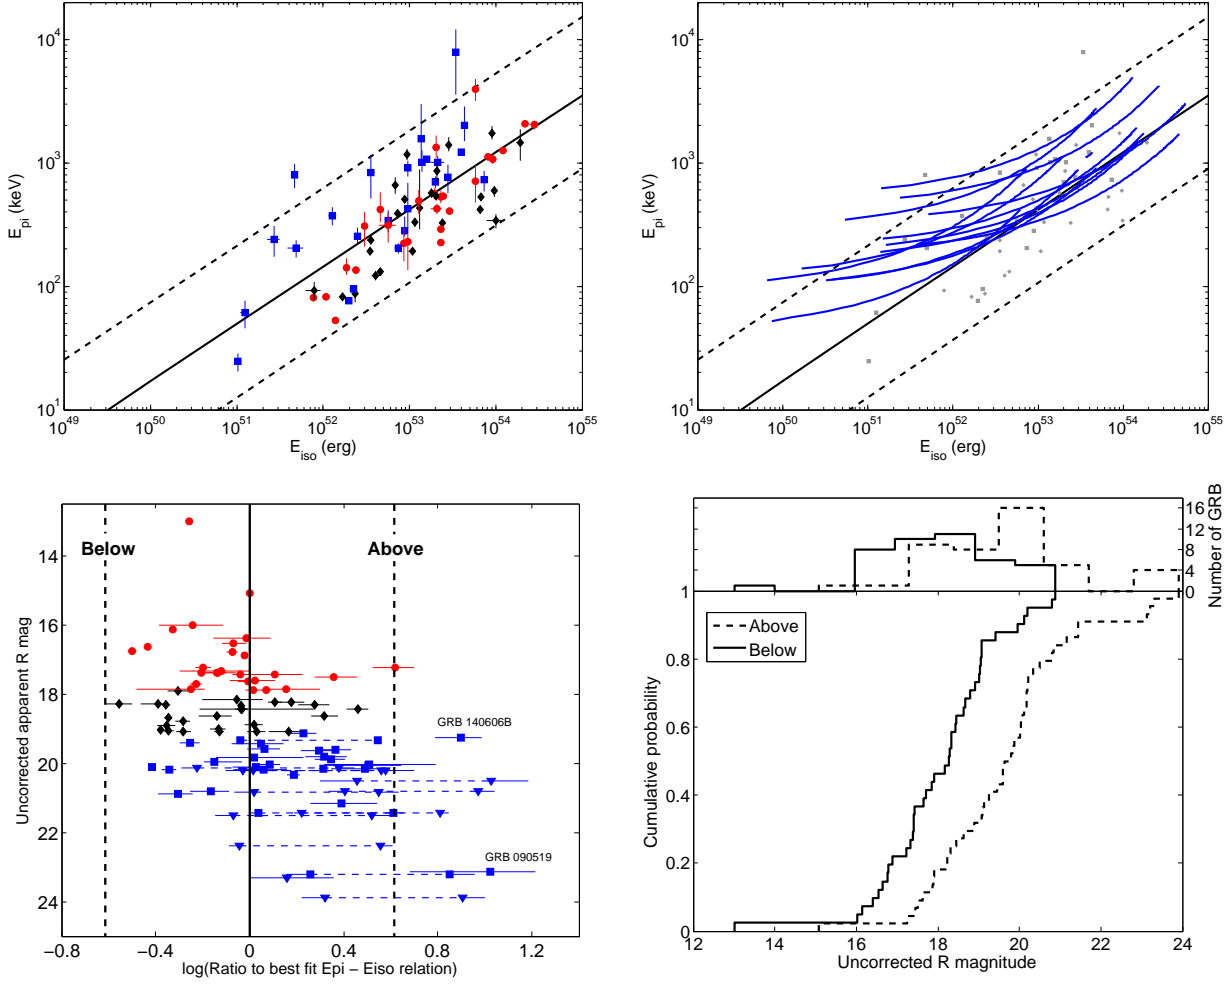 10^4
10^3
10^2
10^1
E_pi (keV)
10^49 10^50 10^51 10^52 10^53 10^54 10^55
E_iso (erg)
10^4
10^3
10^2
10^1
E_pi (keV)
10^49 10^50 10^51 10^52 10^53 10^54 10^55
E_iso (erg)
14
16
18
20
22
24
Uncorrected apparent R mag
Below
Above
GRB 140606B
GRB 090519
−0.8 −0.4 0 0.4 0.8 1.2
log(Ratio to best fit Epi − Eiso relation)
16
12
8
4
0
Number of GRB
1
0.8
0.6
0.4
0.2
0
Cumulative probability
Above
Below
12 14 16 18 20 22 24
Uncorrected R magnitude